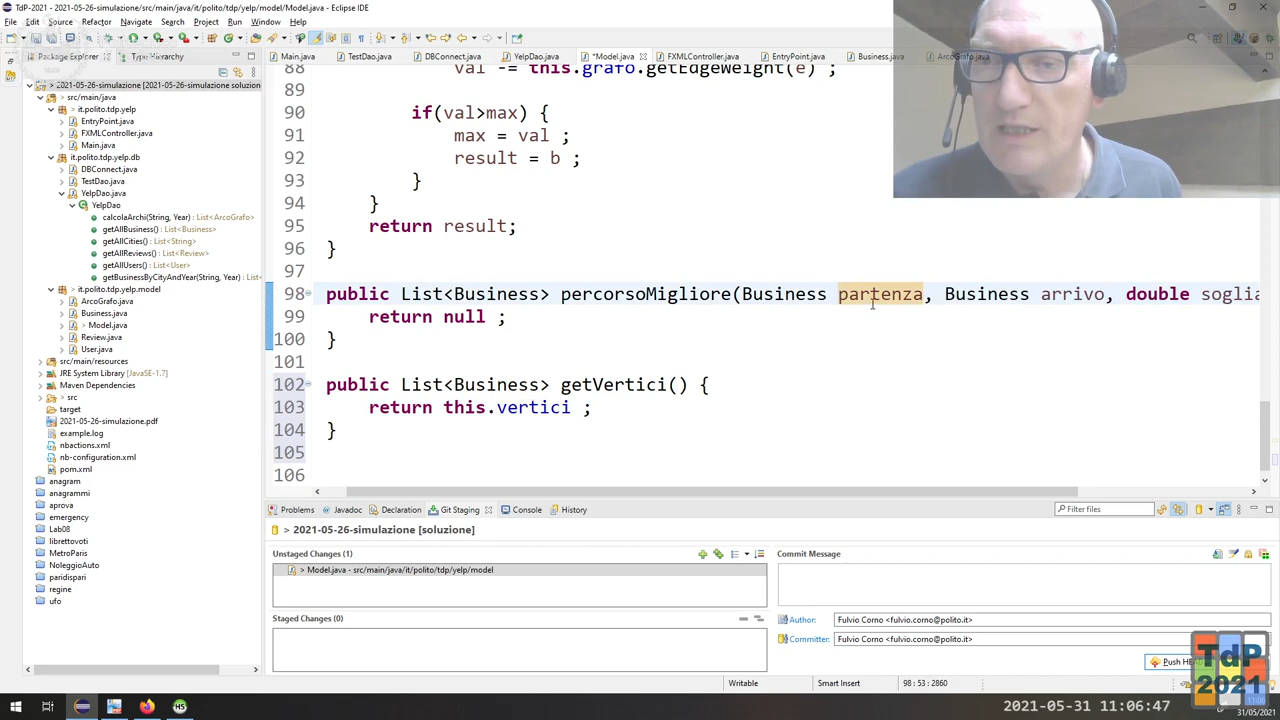 TdP-2021 - 2021-05-26-simulazione/src/main/java/it/polito/tdp/yelp/model/Model.java - Eclipse IDE
File Edit Source Refactor Navigate Search Project Run Window Help
Package Explorer Type Hierarchy
Main.java TestDao.java DBConnect.java YelpDao.java *Model.java FXMLController.java EntryPoint.java Business.java ArcoGrafo.java
> 2021-05-26-simulazione [2021-05-26-simulazione soluzion
> src/main/java
> it.polito.tdp.yelp
EntryPoint.java
FXMLController.java
Main.java
it.polito.tdp.yelp.db
DBConnect.java
TestDao.java
YelpDao.java
YelpDao
calcolaArchi(String, Year) : List<ArcoGrafo>
getAllBusiness() : List<Business>
getAllCities() : List<String>
getAllReviews() : List<Review>
getAllUsers() : List<User>
getBusinessByCityAndYear(String, Year) : List<
> it.polito.tdp.yelp.model
ArcoGrafo.java
Business.java
> Model.java
Review.java
User.java
src/main/resources
JRE System Library [JavaSE-1.7]
Maven Dependencies
> src
target
2021-05-26-simulazione.pdf
example.log
nbactions.xml
nb-configuration.xml
pom.xml
anagram
anagrammi
aprova
emergency
Lab08
librettovoti
MetroParis
NoleggioAuto
paridispari
regine
ufo
88 val -= this.grafo.getEdgeWeight(e) ;
89
90 if(val>max) {
91 max = val ;
92 result = b ;
93 }
94 }
95 return result;
96 }
97
98 public List<Business> percorsoMigliore(Business partenza, Business arrivo, double soglia
99 return null ;
100 }
101
102 public List<Business> getVertici() {
103 return this.vertici ;
104 }
105
106
Problems Javadoc Declaration Git Staging Console History
Filter files
> 2021-05-26-simulazione [soluzione]
Unstaged Changes (1)
> Model.java - src/main/java/it/polito/tdp/yelp/model
Staged Changes (0)
Commit Message
Author: Fulvio Corno <fulvio.corno@polito.it>
Committer: Fulvio Corno <fulvio.corno@polito.it>
Push HE
Writable Smart Insert 98 : 53 : 2860
TdP
2021
2021-05-31 11:06:47
31/05/2021